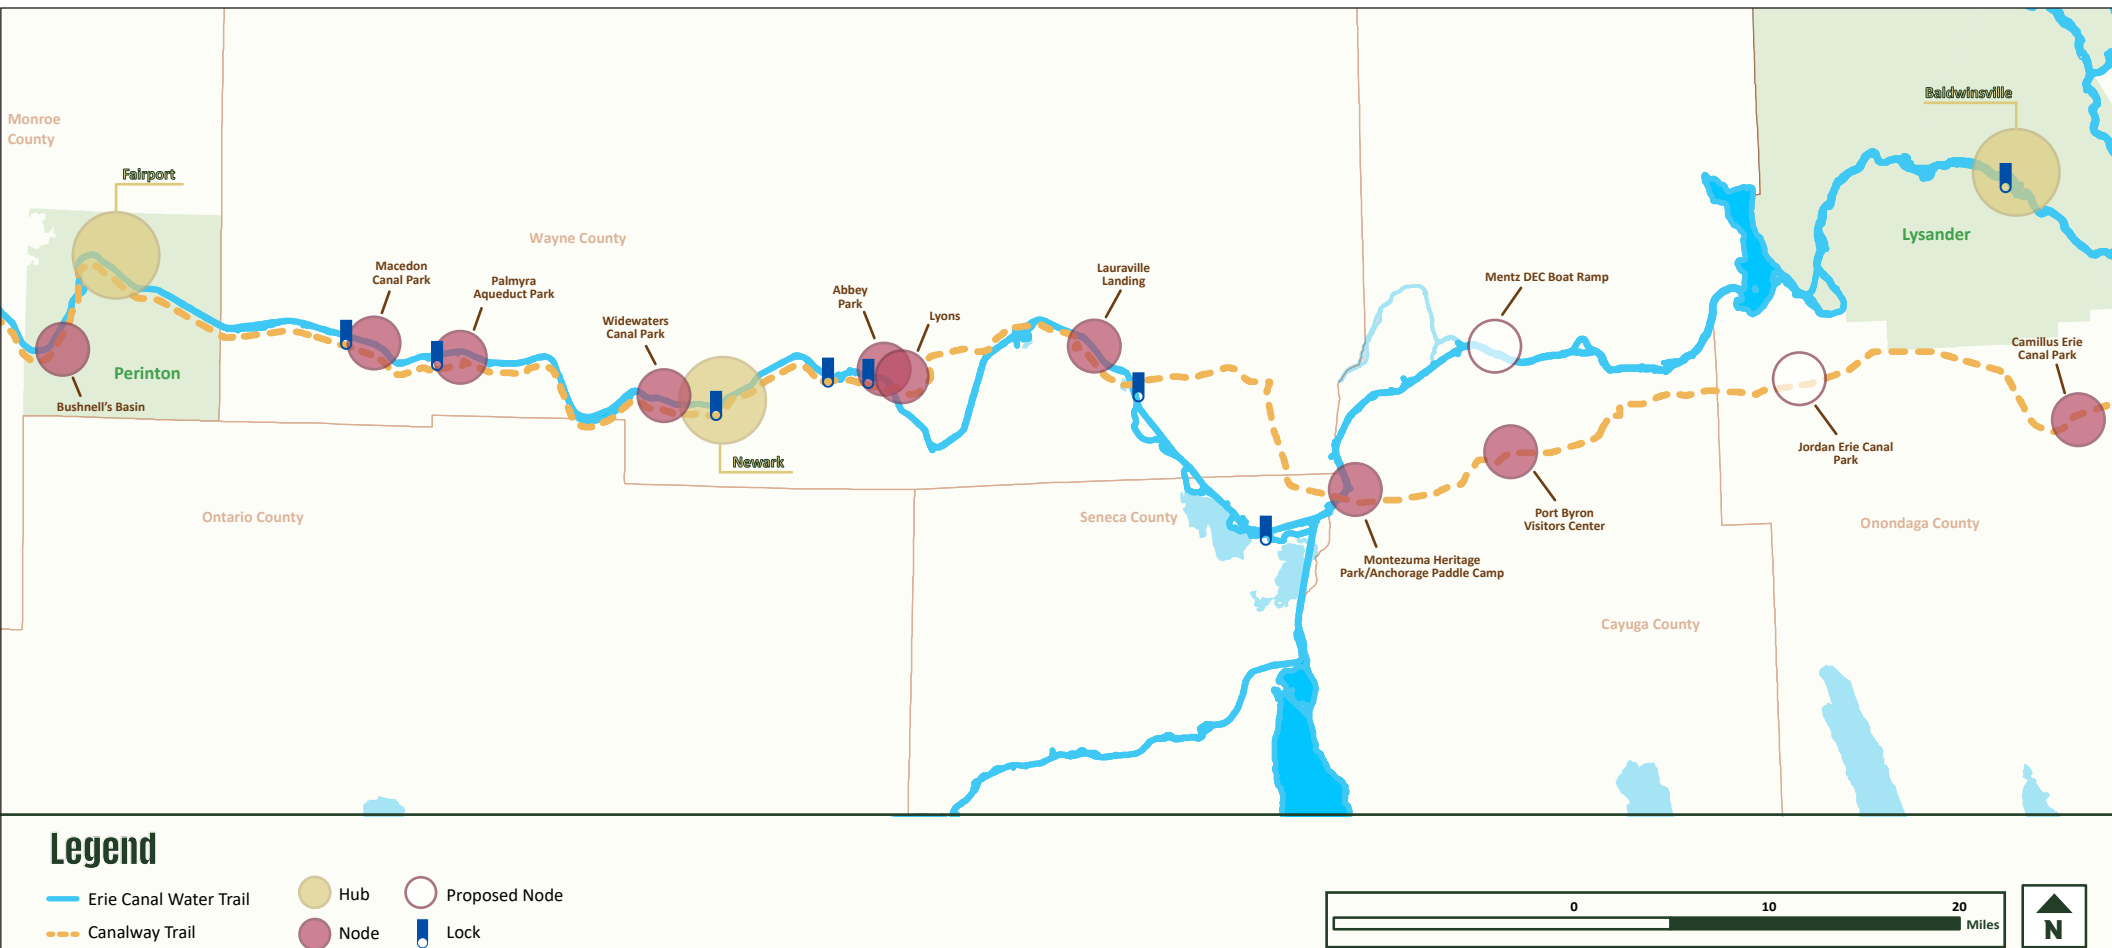 Monroe
County
Fairport
Perinton
Bushnell's Basin
Wayne County
Macedon
Canal Park
Palmyra
Aqueduct Park
Widewaters
Canal Park
Newark
Abbey
Park
Lyons
Lauraville
Landing
Ontario County
Seneca County
Mentz DEC Boat Ramp
Baldwinsville
Lysander
Camillus Erie
Canal Park
Jordan Erie Canal
Park
Port Byron
Visitors Center
Onondaga County
Montezuma Heritage
Park/Anchorage Paddle Camp
Cayuga County
Legend
Erie Canal Water Trail
Canalway Trail
Hub
Node
Proposed Node
Lock
0 10 20
Miles
N